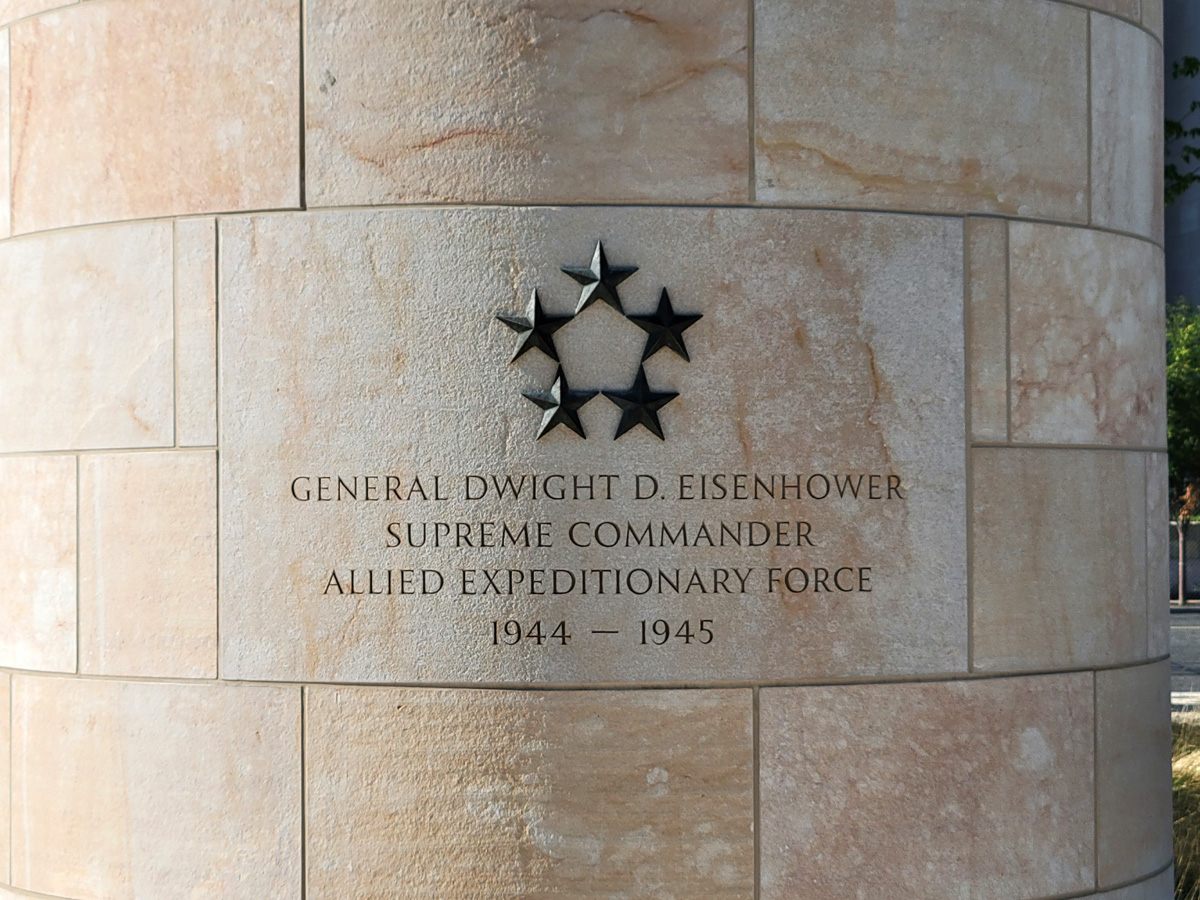 GENERAL DWIGHT D. EISENHOWER
SUPREME COMMANDER
ALLIED EXPEDITIONARY FORCE
1944 — 1945